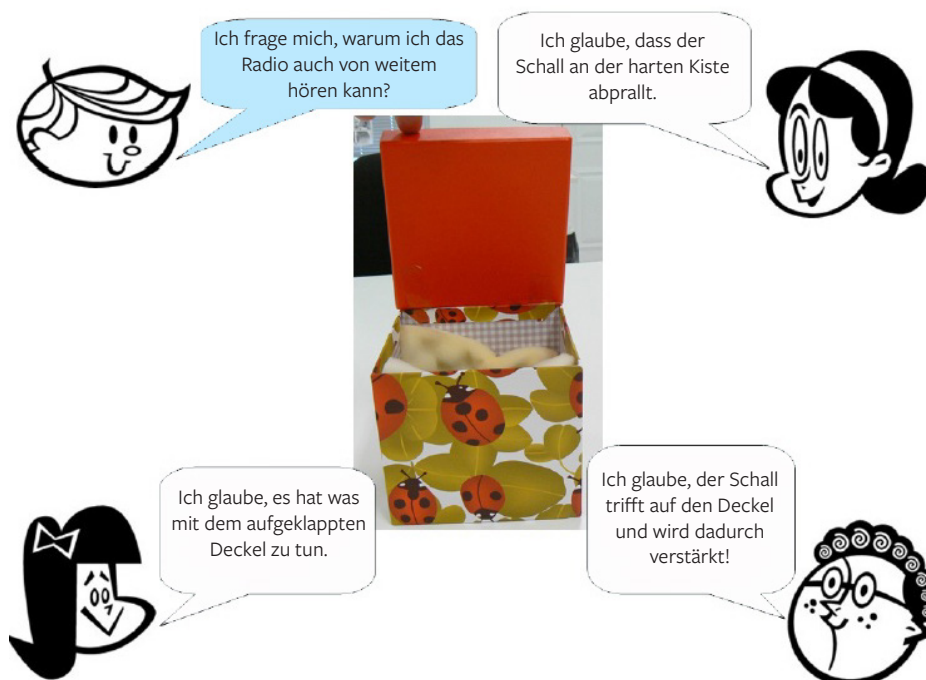 Ich frage mich, warum ich das
Radio auch von weitem
hören kann?
Ich glaube, dass der
Schall an der harten Kiste
abprallt.
Ich glaube, es hat was
mit dem aufgeklappten
Deckel zu tun.
Ich glaube, der Schall
trifft auf den Deckel
und wird dadurch
verstärkt!